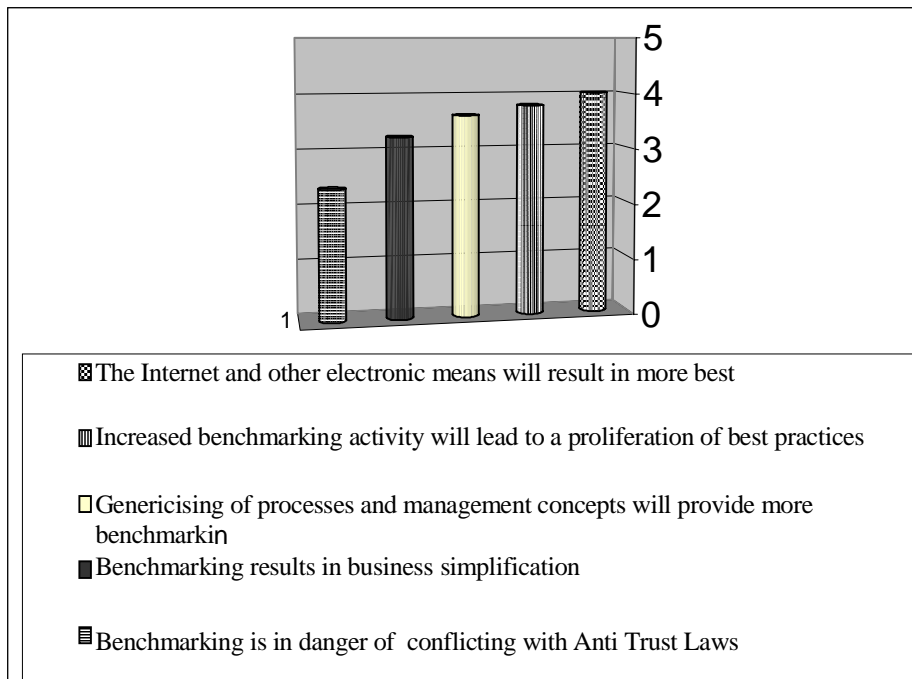 5
4
3
2
1
0
1
The Internet and other electronic means will result in more best
Increased benchmarking activity will lead to a proliferation of best practices
Genericising of processes and management concepts will provide more
benchmarkin
Benchmarking results in business simplification
Benchmarking is in danger of conflicting with Anti Trust Laws